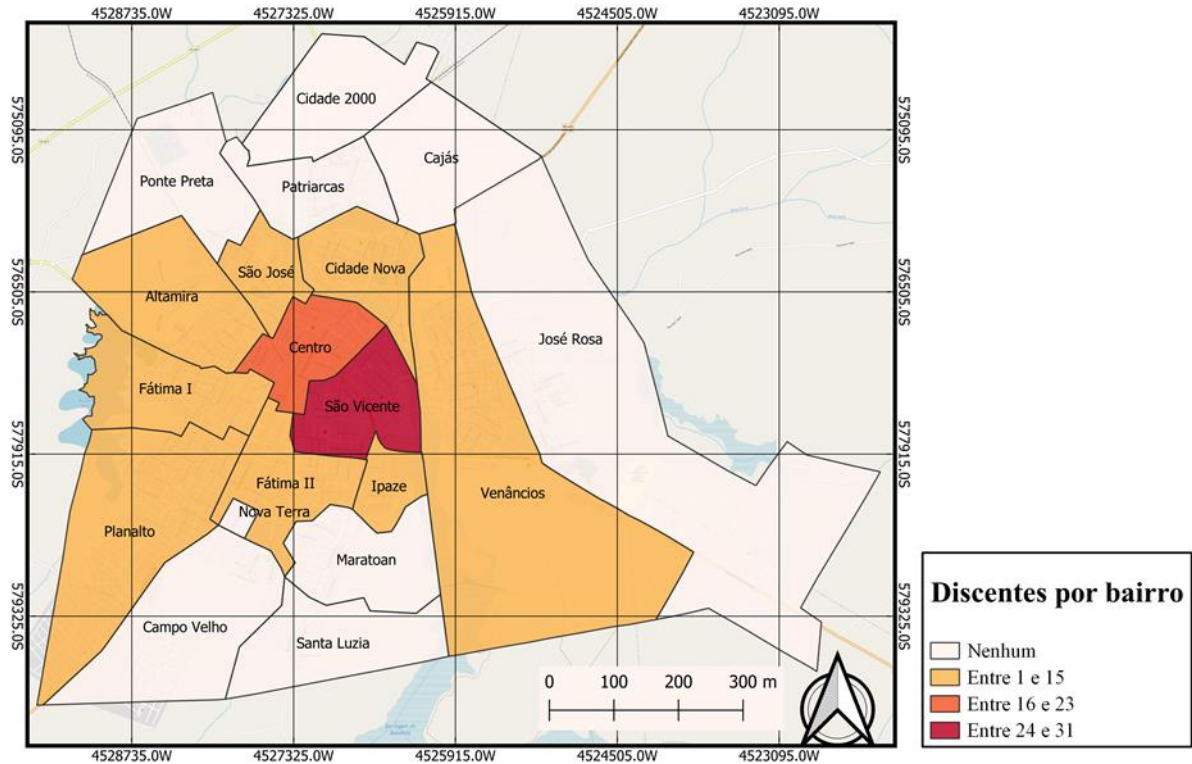 4528735.0W 4527325.0W 4525915.0W 4524505.0W 4523095.0W
Cidade 2000
575095.0S 575095.0S
Cajás
Ponte Preta
Patriarcas
São José
Cidade Nova
576505.0S 576505.0S
Altamira
José Rosa
Centro
Fátima I
São Vicente
577915.0S 577915.0S
Fátima II
Ipaze
Venâncios
Nova Terra
Planalto
Maratoan
579325.0S 579325.0S
Campo Velho
Santa Luzia
0 100 200 300 m
4528735.0W 4527325.0W 4525915.0W 4524505.0W 4523095.0W
Discentes por bairro
Nenhum
Entre 1 e 15
Entre 16 e 23
Entre 24 e 31